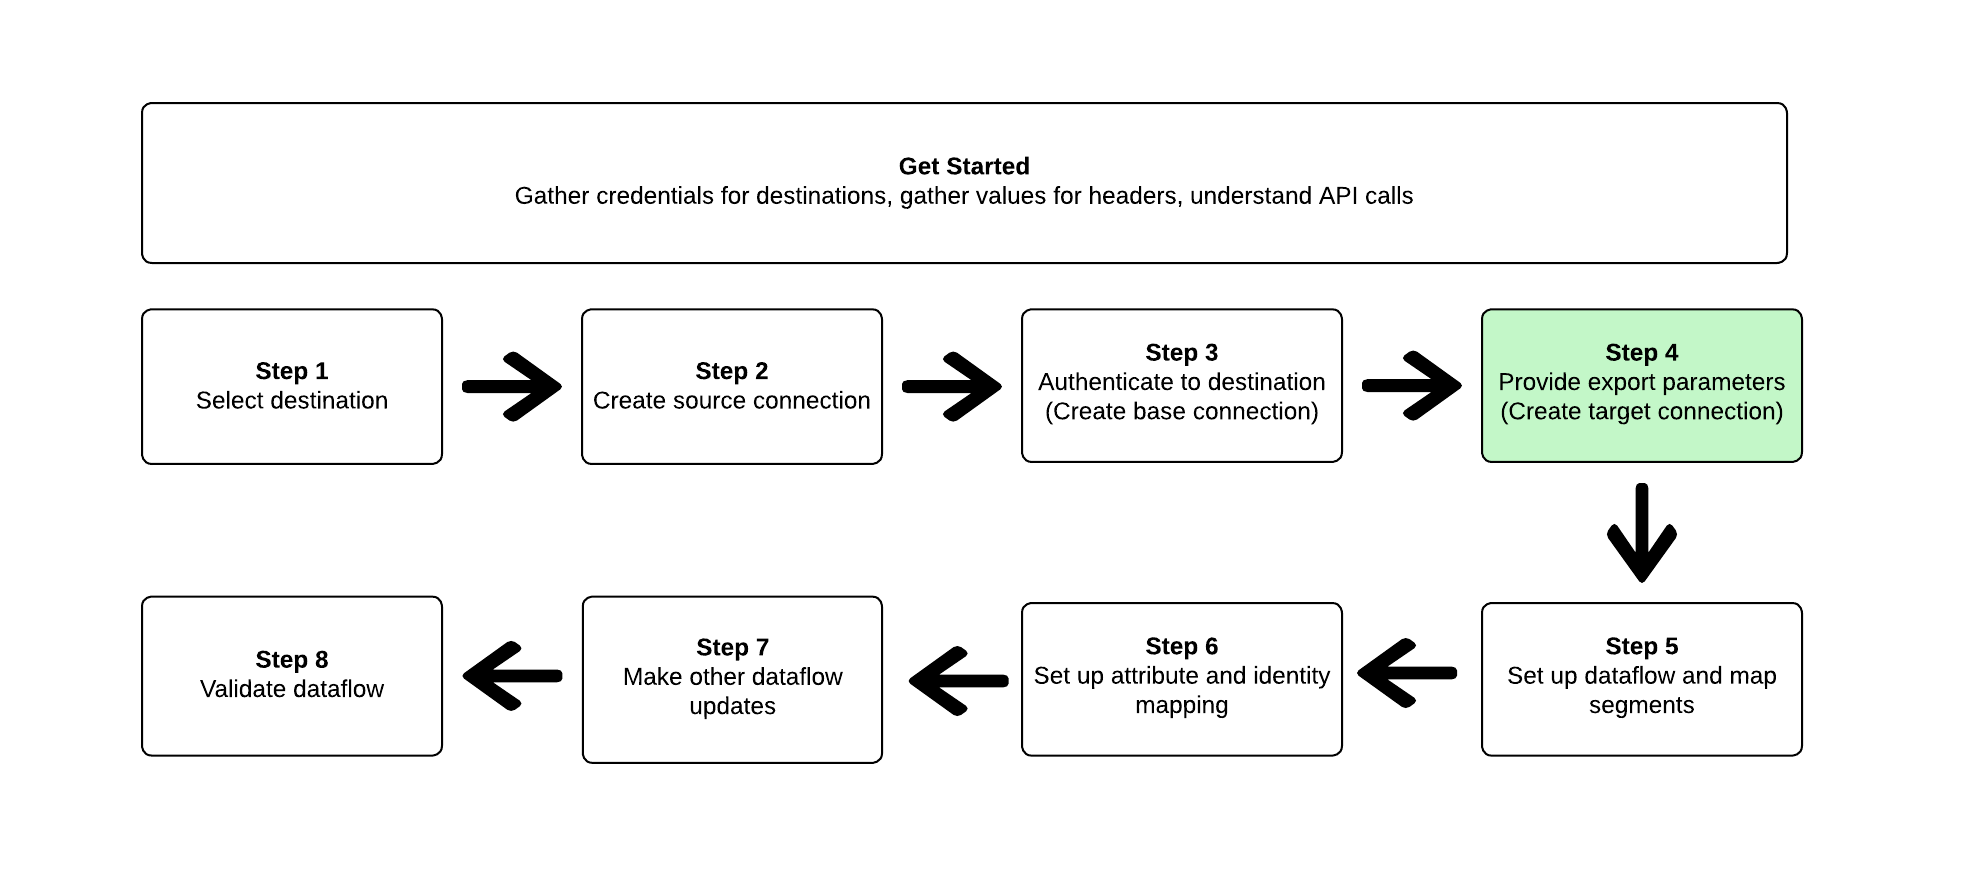 Get Started
Gather credentials for destinations, gather values for headers, understand API calls
Step 1
Select destination
Step 2
Create source connection
Step 3
Authenticate to destination
(Create base connection)
Step 4
Provide export parameters
(Create target connection)
Step 5
Set up dataflow and map
segments
Step 6
Set up attribute and identity
mapping
Step 7
Make other dataflow
updates
Step 8
Validate dataflow